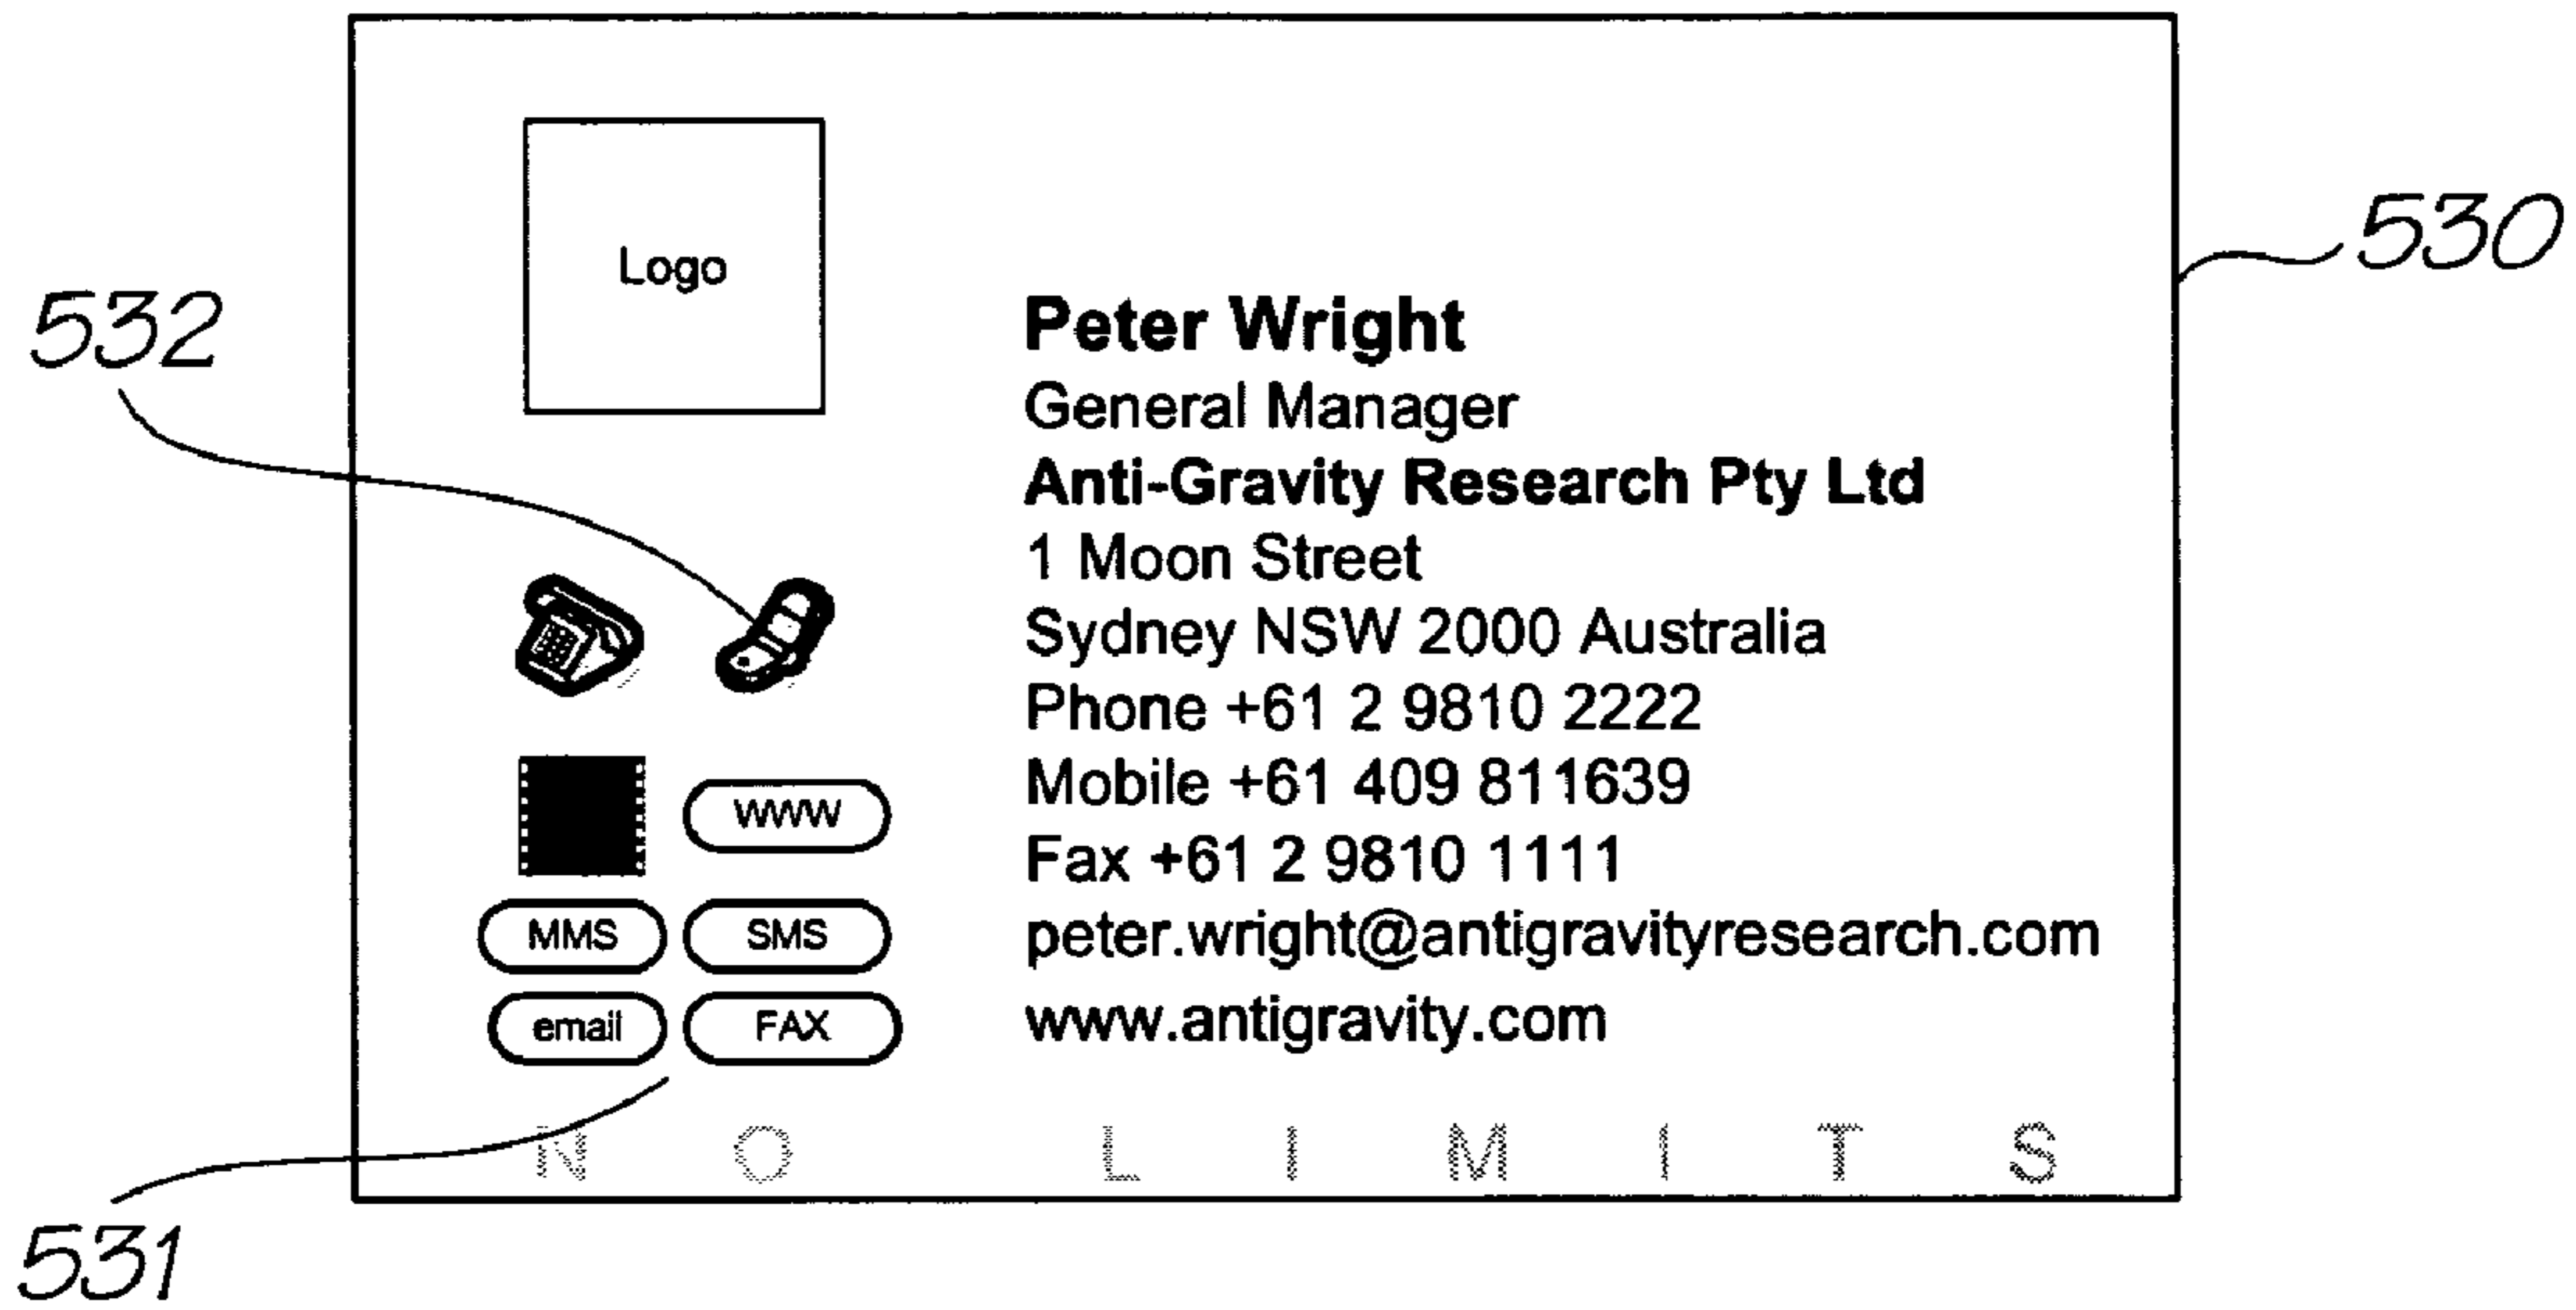 Logo
532
530
Peter Wright
General Manager
Anti-Gravity Research Pty Ltd
1 Moon Street
Sydney NSW 2000 Australia
Phone +61 2 9810 2222
Mobile +61 409 811639
Fax +61 2 9810 1111
peter.wright@antigravityresearch.com
www.antigravity.com
WWW
MMS SMS
email FAX
NO LIMITS
531